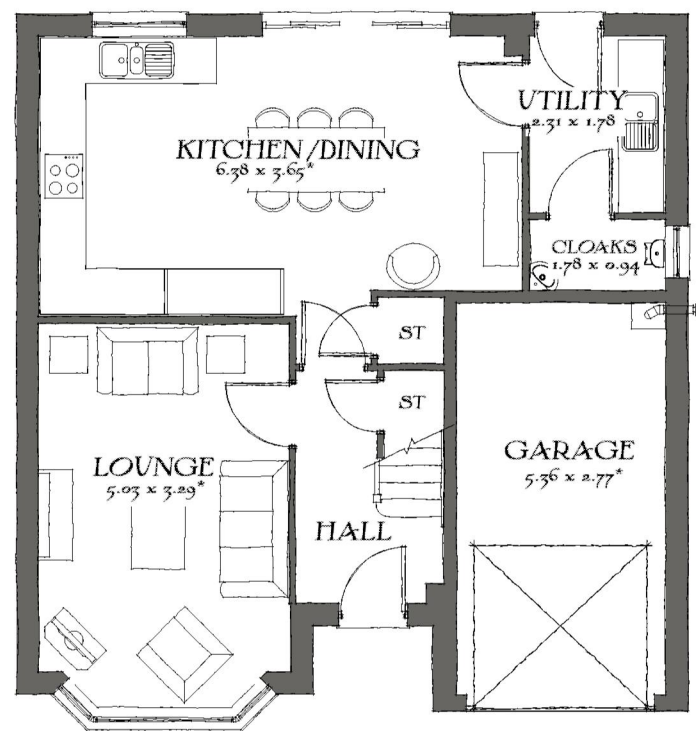 KITCHEN/DINING
6.38 x 3.65*
UTILITY
2.31 x 1.78
CLOAKS
1.78 x 0.94
ST
ST
LOUNGE
5.03 x 3.29*
GARAGE
5.36 x 2.77*
HALL